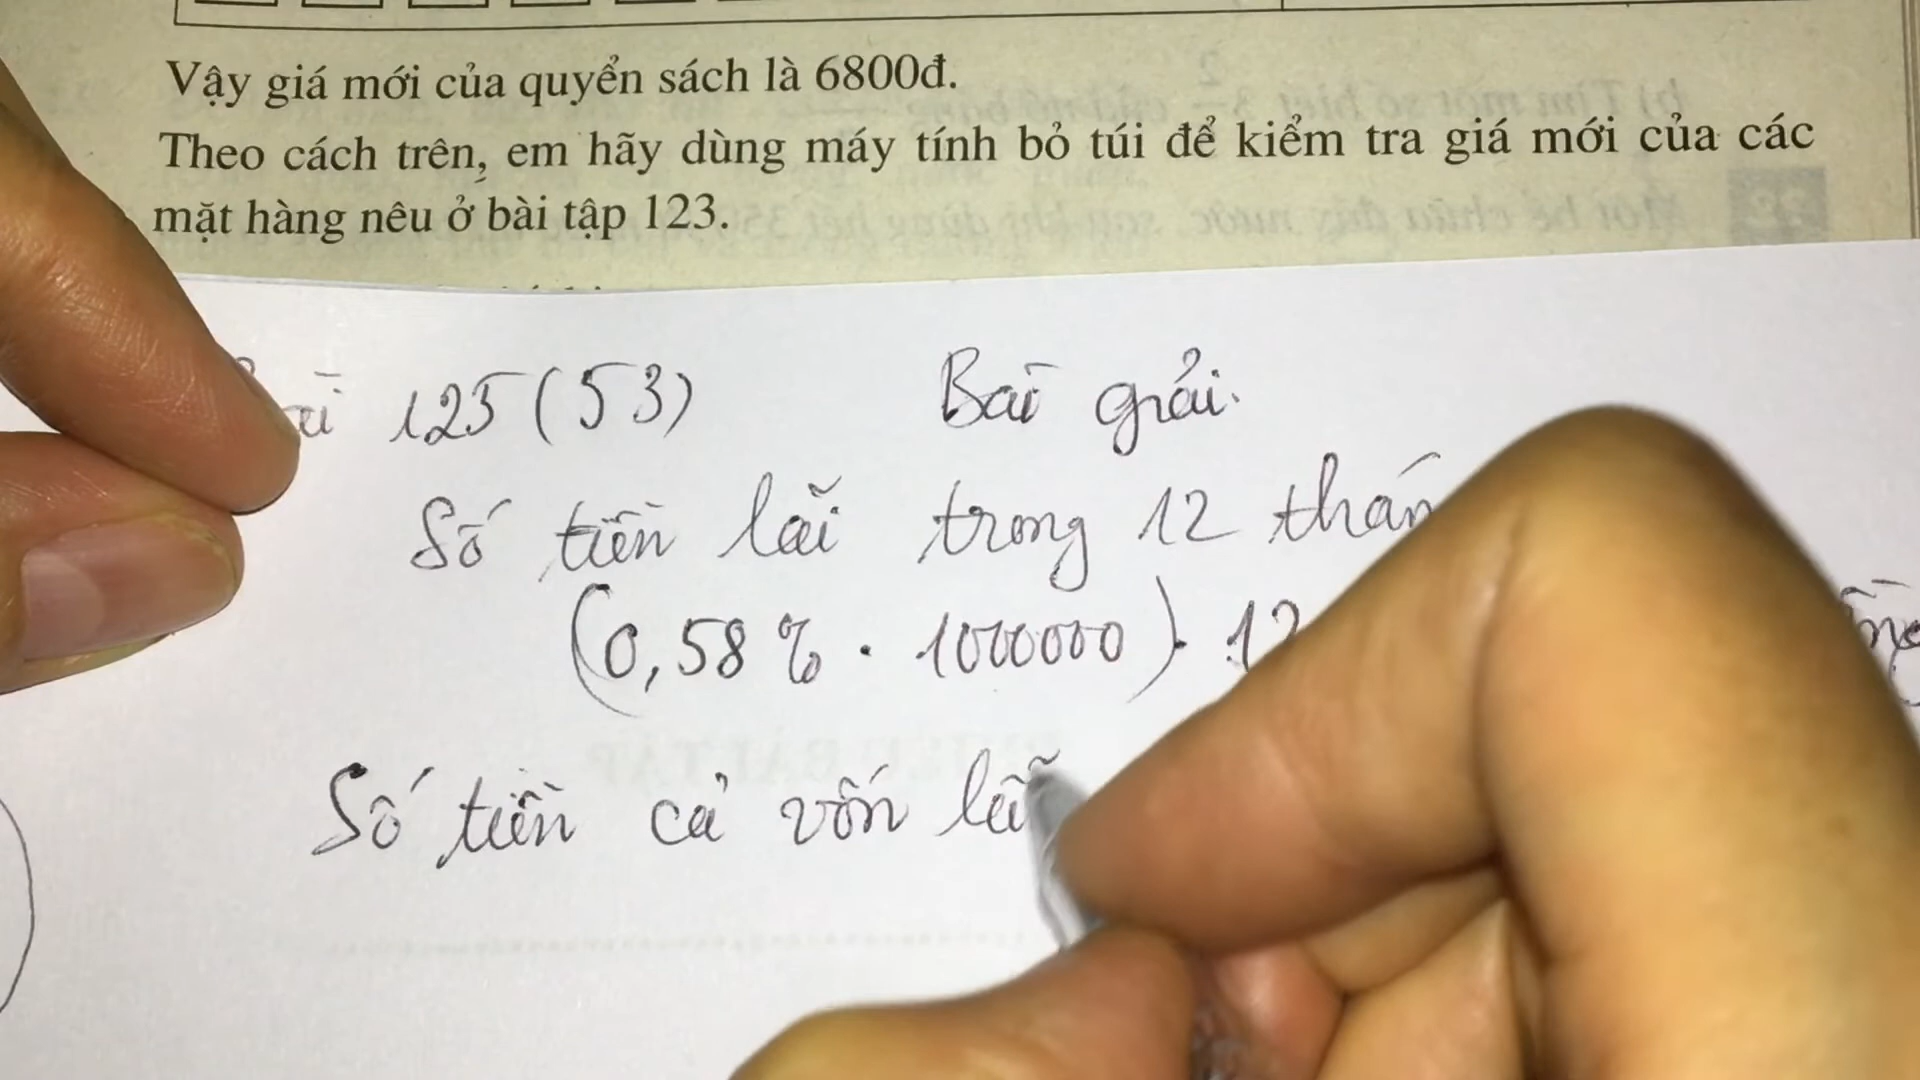 Vậy giá mới của quyển sách là 6800đ.
Theo cách trên, em hãy dùng máy tính bỏ túi để kiểm tra giá mới của các
mặt hàng nêu ở bài tập 123.
125 (53) Bài giải.
Số tiền lãi trong 12
(0,58 % . 1000000) . 12
Số tiền cả vốn lẫn